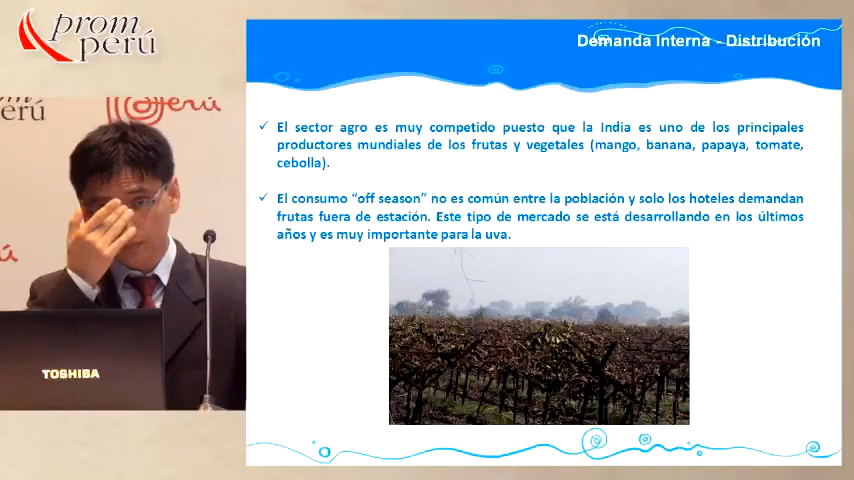 prom
perú
Demanda Interna - Distribución
✓ El sector agro es muy competido puesto que la India es uno de los principales
productores mundiales de los frutas y vegetales (mango, banana, papaya, tomate,
cebolla).
✓ El consumo "off season" no es común entre la población y solo los hoteles demandan
frutas fuera de estación. Este tipo de mercado se está desarrollando en los últimos
años y es muy importante para la uva.
erú
Perú
TOSHIBA